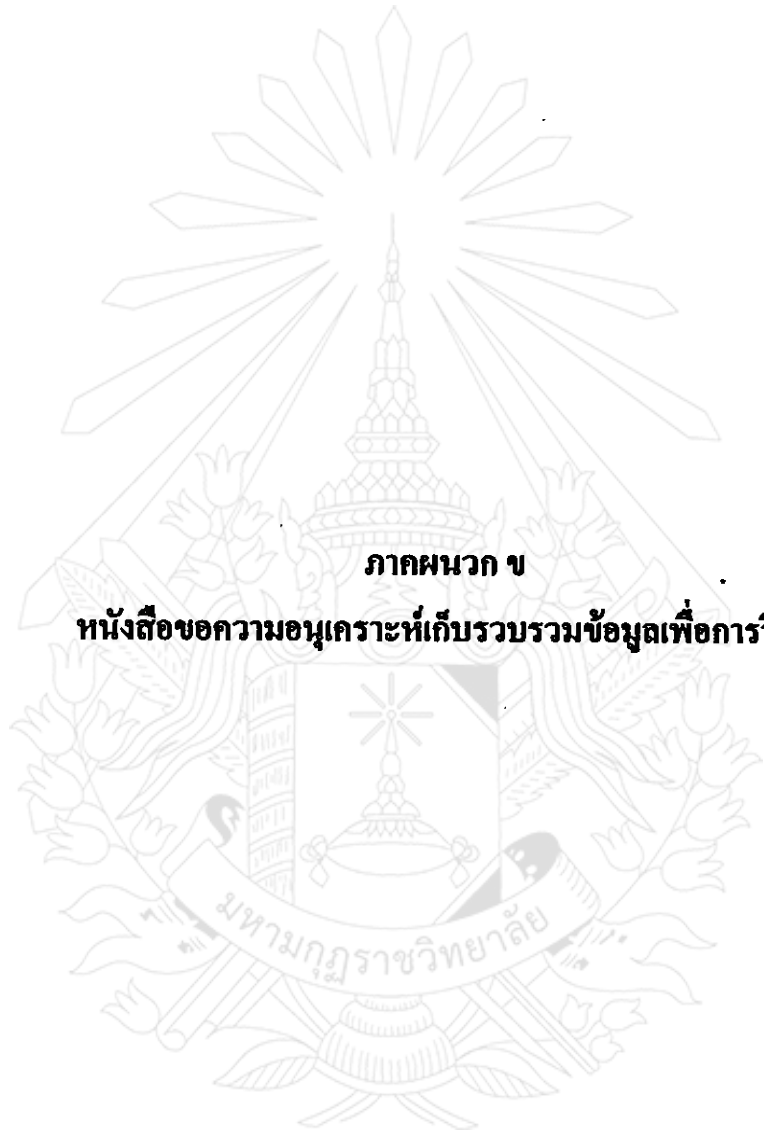 ภาคผนวก ข
หนังสือขอความอนุเคราะห์เก็บรวบรวมข้อมูลเพื่อการ
มหามกุฏราชวิทยาลัย